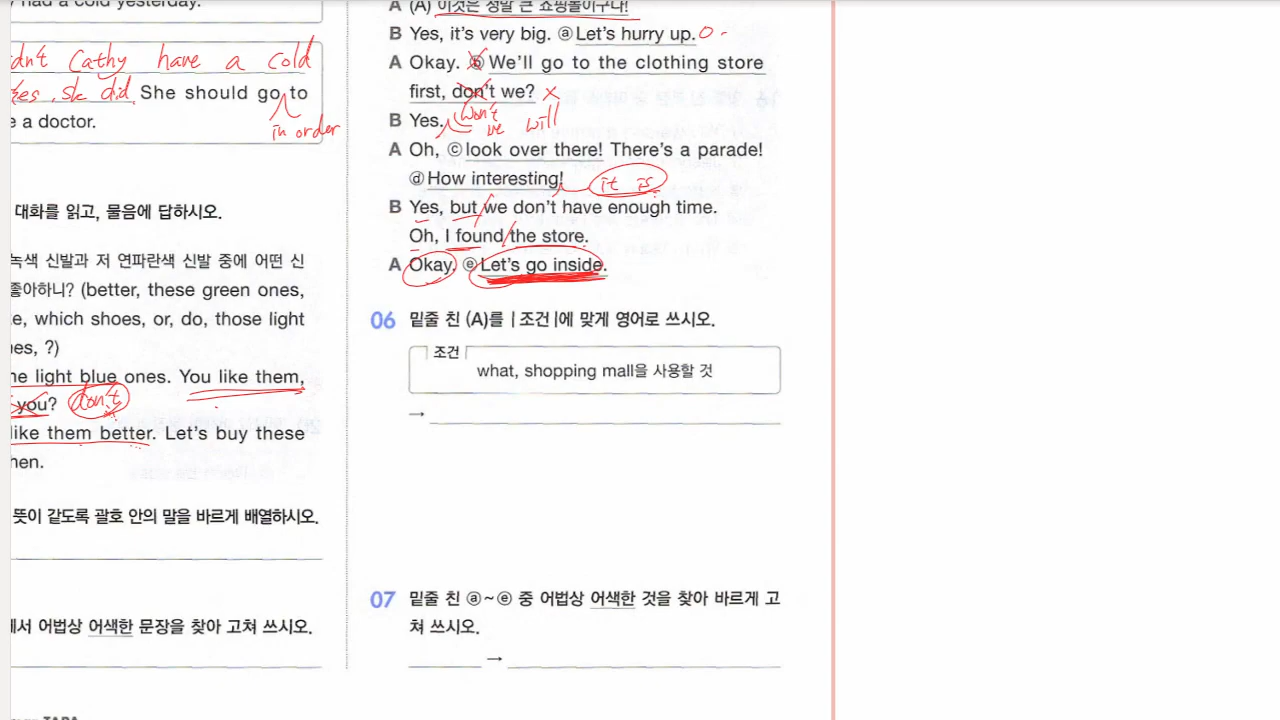 had a cold yesterday.
dn't Cathy have a cold
she did. She should go to
in order
e a doctor.
대화를 읽고, 물음에 답하시오.
녹색 신발과 저 연파란색 신발 중에 어떤 신
좋아하니? (better, these green ones,
e, which shoes, or, do, those light
nes, ?)
he light blue ones. You like them,
you? don't
like them better. Let's buy these
hen.
뜻이 같도록 괄호 안의 말을 바르게 배열하시오.
에서 어법상 어색한 문장을 찾아 고쳐 쓰시오.
A (A) 이것은 정말 큰 쇼핑몰이구나!
B Yes, it's very big. ⓐ Let's hurry up. O
A Okay. ⓑ We'll go to the clothing store
first, don't we? X
won't we will
B Yes.
A Oh, ⓒ look over there! There's a parade!
ⓓ How interesting! it is
B Yes, but we don't have enough time.
Oh, I found the store.
A Okay. ⓔ Let's go inside.
06 밑줄 친 (A)를 |조건|에 맞게 영어로 쓰시오.
조건
what, shopping mall을 사용할 것
→
07 밑줄 친 ⓐ~ⓔ 중 어법상 어색한 것을 찾아 바르게 고
쳐 쓰시오.
→